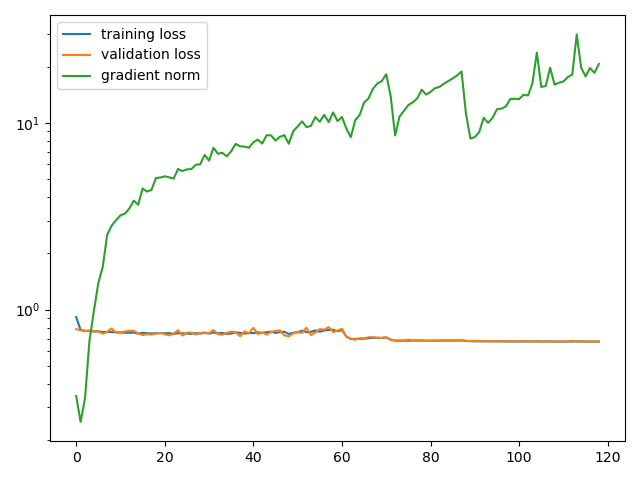 training loss
validation loss
gradient norm
10¹
10⁰
0 20 40 60 80 100 120